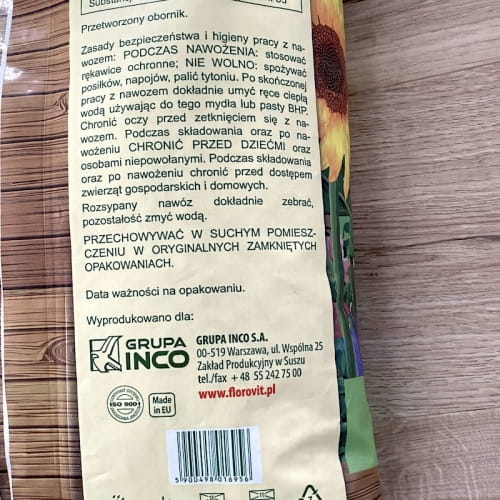 Przetworzony obornik.
Zasady bezpieczeństwa i higieny pracy z na-
wozem: PODCZAS NAWOŻENIA: stosować
rękawice ochronne; NIE WOLNO: spożywać
posiłków, napojów, palić tytoniu. Po skończonej
pracy z nawozem dokładnie umyć ręce ciepłą
wodą używając do tego mydła lub pasty BHP.
Chronić oczy przed zetknięciem się z na-
wozem. Podczas składowania oraz po na-
wożeniu CHRONIĆ PRZED DZIEĆMI oraz
osobami niepowołanymi. Podczas składowania
oraz po nawożeniu chronić przed dostępem
zwierząt gospodarskich i domowych.
Rozsypany nawóz dokładnie zebrać,
pozostałość zmyć wodą.
PRZECHOWYWAĆ W SUCHYM POMIESZ-
CZENIU W ORYGINALNYCH ZAMKNIĘTYCH
OPAKOWANIACH.
Data ważności na opakowaniu.
Wyprodukowano dla:
GRUPA
INCO
GRUPA INCO S.A.
00-519 Warszawa, ul. Wspólna 25
Zakład Produkcyjny w Suszu
tel./fax + 48 55 242 75 00
www.florovit.pl
ISO 9001
Made
in EU
5900498016956